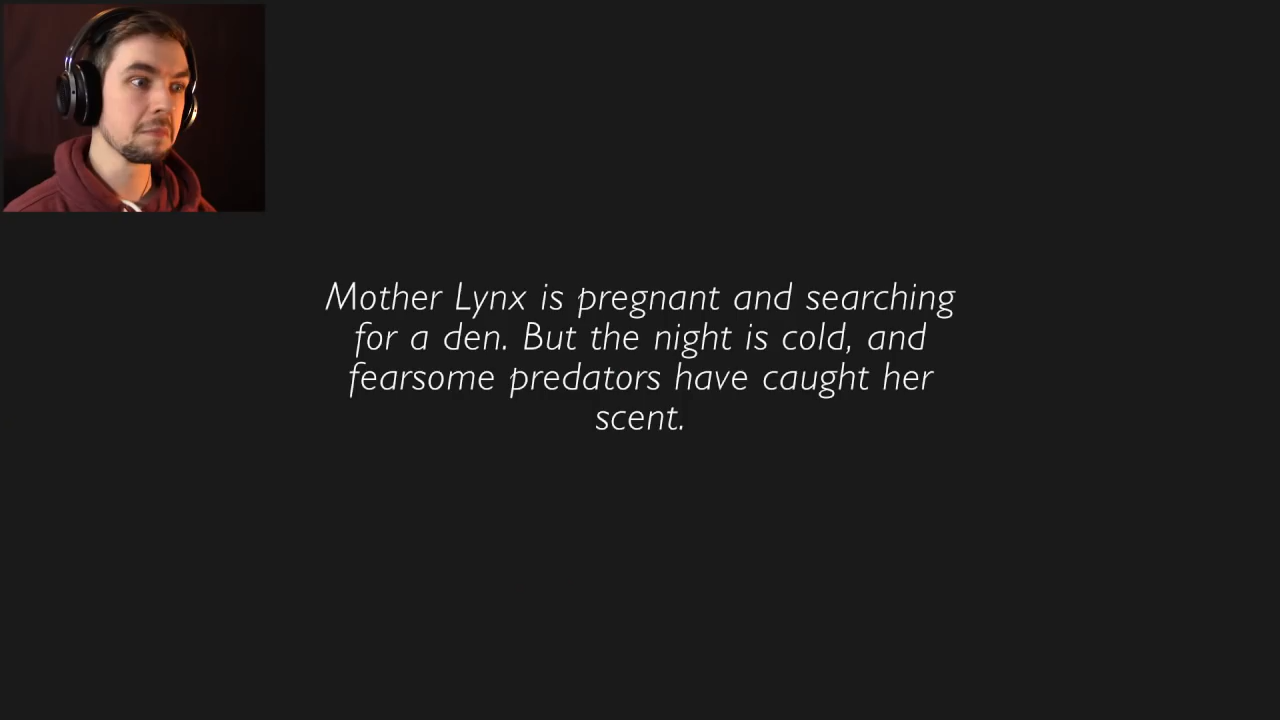 Mother Lynx is pregnant and searching
for a den. But the night is cold, and
fearsome predators have caught her
scent.